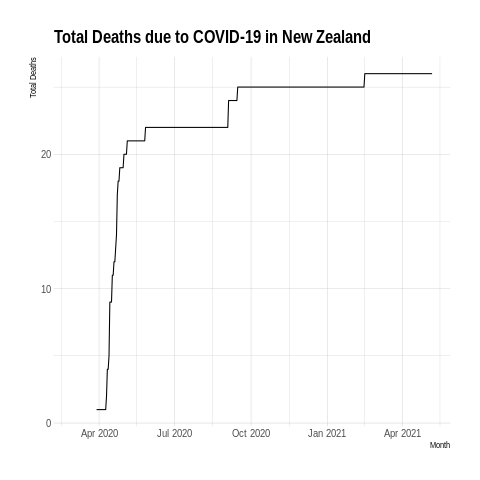 Total Deaths due to COVID-19 in New Zealand
Total Deaths
20
10
0
Apr 2020 Jul 2020 Oct 2020 Jan 2021 Apr 2021
Month